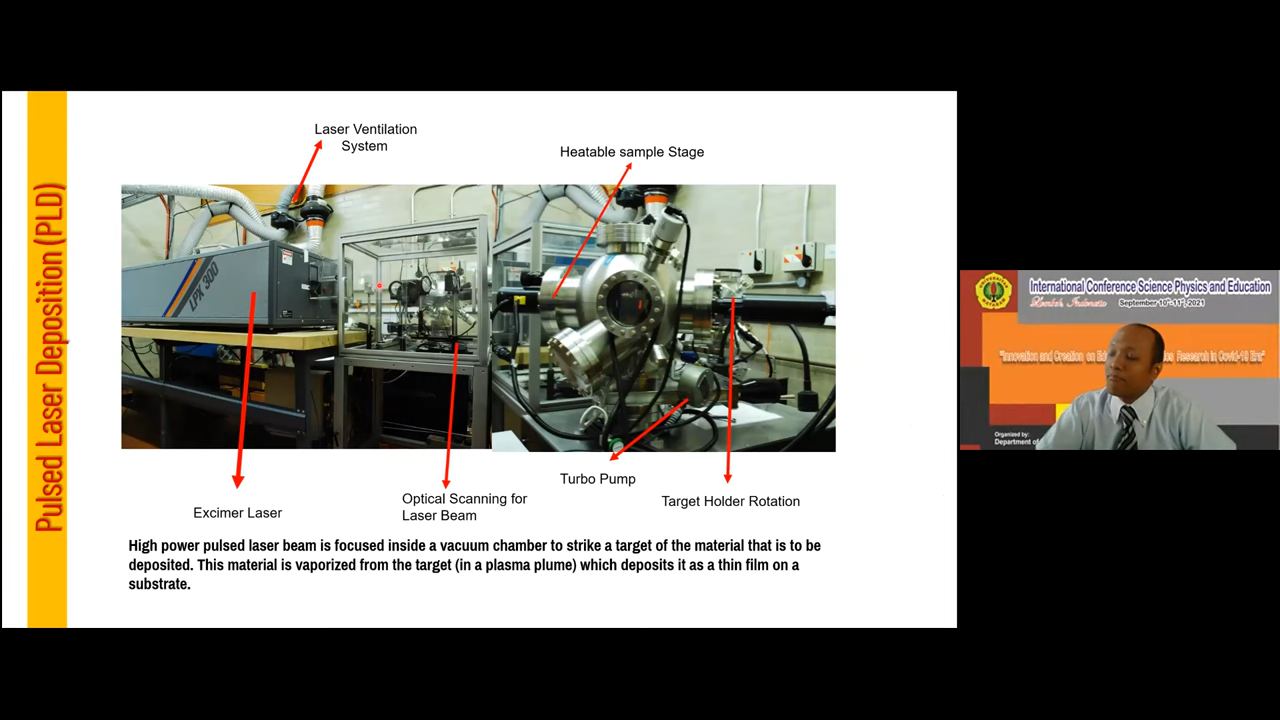 Pulsed Laser Deposition (PLD)
Laser Ventilation
System
Heatable sample Stage
LPX 300
Turbo Pump
Optical Scanning for
Laser Beam
Target Holder Rotation
Excimer Laser
High power pulsed laser beam is focused inside a vacuum chamber to strike a target of the material that is to be
deposited. This material is vaporized from the target (in a plasma plume) which deposits it as a thin film on a
substrate.
International Conference Science Physics and Education
Lombok, Indonesia September 10th-11st, 2021
"Innovation and Creation on Research in Covid-19 Era"
Organized by:
Department of